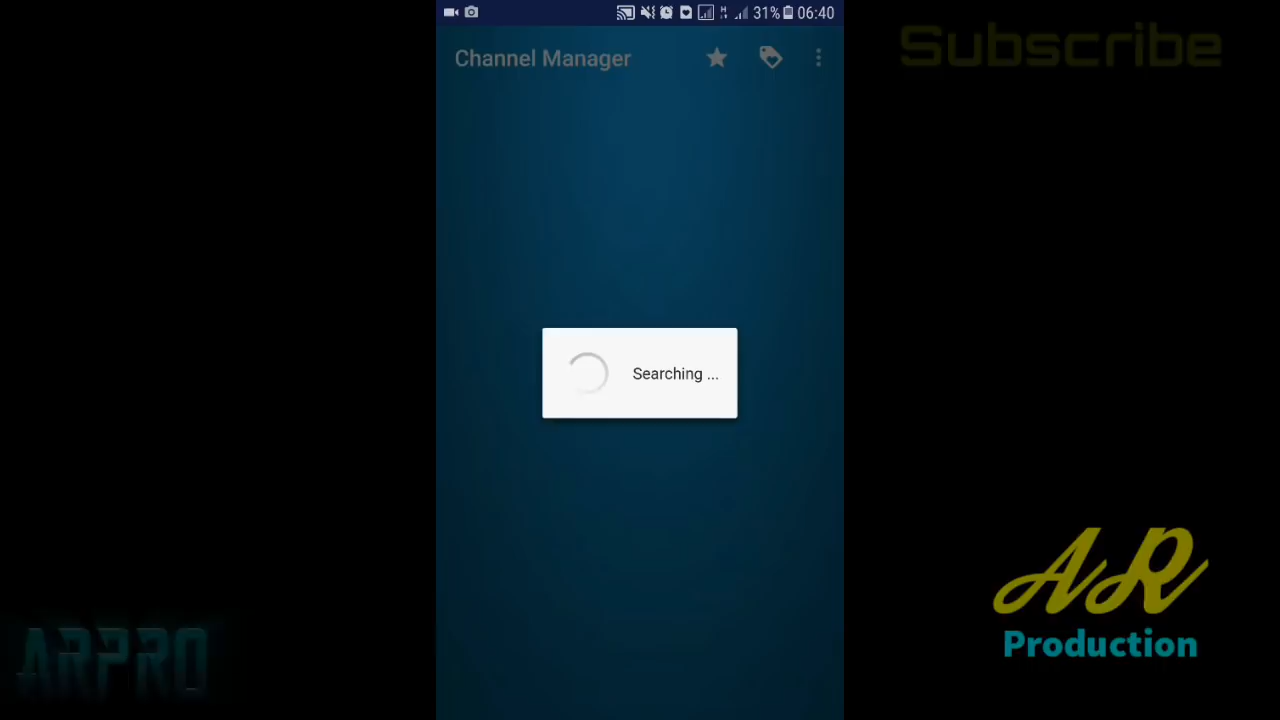 31% 06:40
Channel Manager
Subscribe
Searching ...
AR
Production
ARPRO